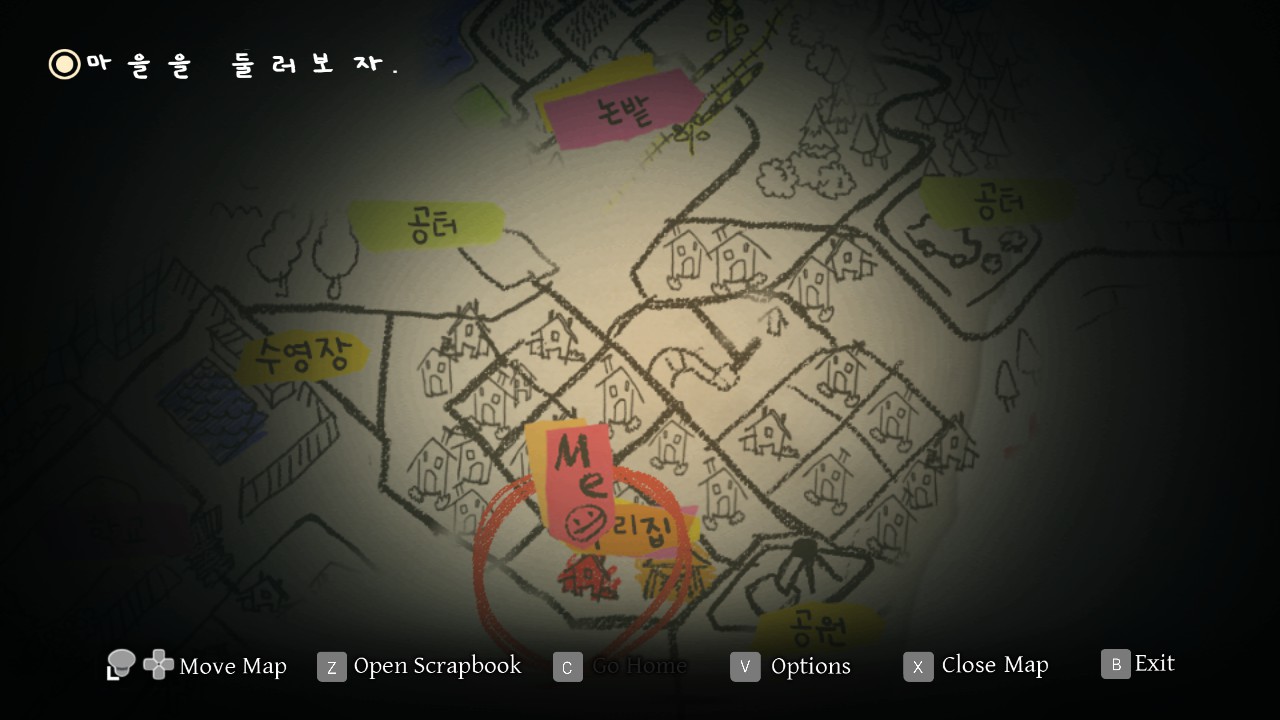 마을을 둘러보자.
논밭
공터
공터
수영장
Me
리집
공원
Move Map
Z Open Scrapbook
C Go Home
V Options
X Close Map
B Exit